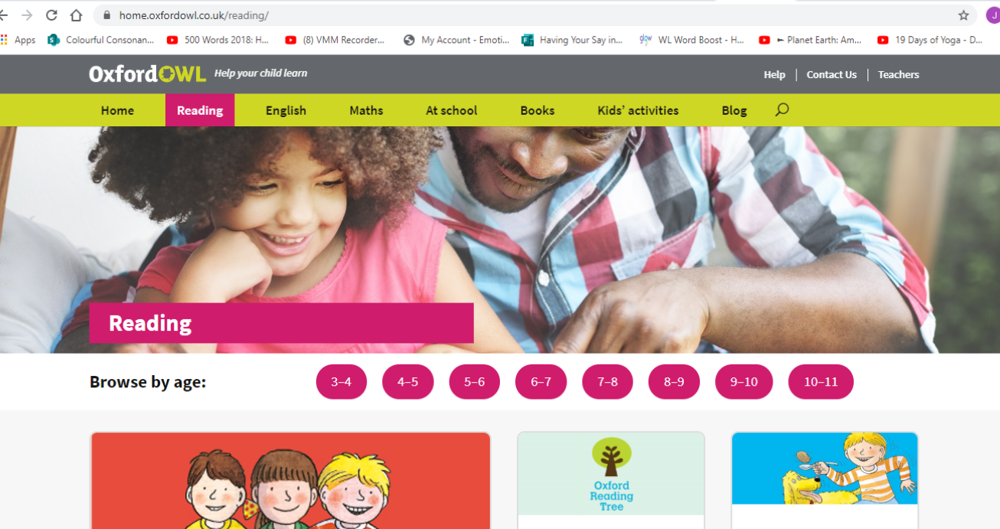 home.oxfordowl.co.uk/reading/
J
Apps Colourful Consonan... 500 Words 2018: H... (8) VMM Recorder... My Account - Emoti... Having Your Say in... glow WL Word Boost - H... ► Planet Earth: Am... 19 Days of Yoga - D...
OxfordOWL Help your child learn Help Contact Us Teachers
Home Reading English Maths At school Books Kids’ activities Blog
Reading
Browse by age: 3–4 4–5 5–6 6–7 7–8 8–9 9–10 10–11
Oxford
Reading
Tree